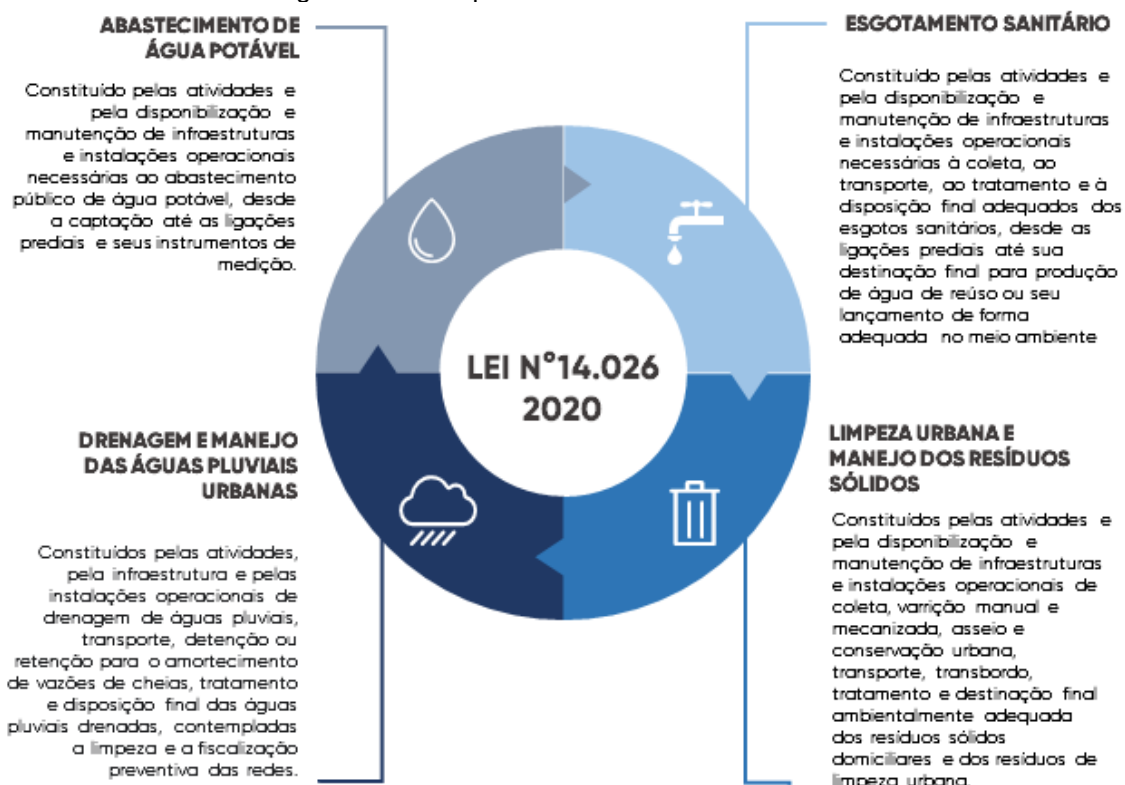 ABASTECIMENTO DE
ÁGUA POTÁVEL
Constituído pelas atividades e
pela disponibilização e
manutenção de infraestruturas
e instalações operacionais
necessárias ao abastecimento
público de água potável, desde
a captação até as ligações
prediais e seus instrumentos de
medição.
ESGOTAMENTO SANITÁRIO
Constituído pelas atividades e
pela disponibilização e
manutenção de infraestruturas
e instalações operacionais
necessárias à coleta, ao
transporte, ao tratamento e à
disposição final adequados dos
esgotos sanitários, desde as
ligações prediais até sua
destinação final para produção
de água de reúso ou seu
lançamento de forma
adequada no meio ambiente
LEI N°14.026
2020
DRENAGEM E MANEJO
DAS ÁGUAS PLUVIAIS
URBANAS
Constituídos pelas atividades,
pela infraestrutura e pelas
instalações operacionais de
drenagem de águas pluviais,
transporte, detenção ou
retenção para o amortecimento
de vazões de cheias, tratamento
e disposição final das águas
pluviais drenadas, contempladas
a limpeza e a fiscalização
preventiva das redes.
LIMPEZA URBANA E
MANEJO DOS RESÍDUOS
SÓLIDOS
Constituídos pelas atividades e
pela disponibilização e
manutenção de infraestruturas
e instalações operacionais de
coleta, varrição manual e
mecanizada, asseio e
conservação urbana,
transporte, transbordo,
tratamento e destinação final
ambientalmente adequada
dos resíduos sólidos
domiciliares e dos resíduos de
limpeza urbana.